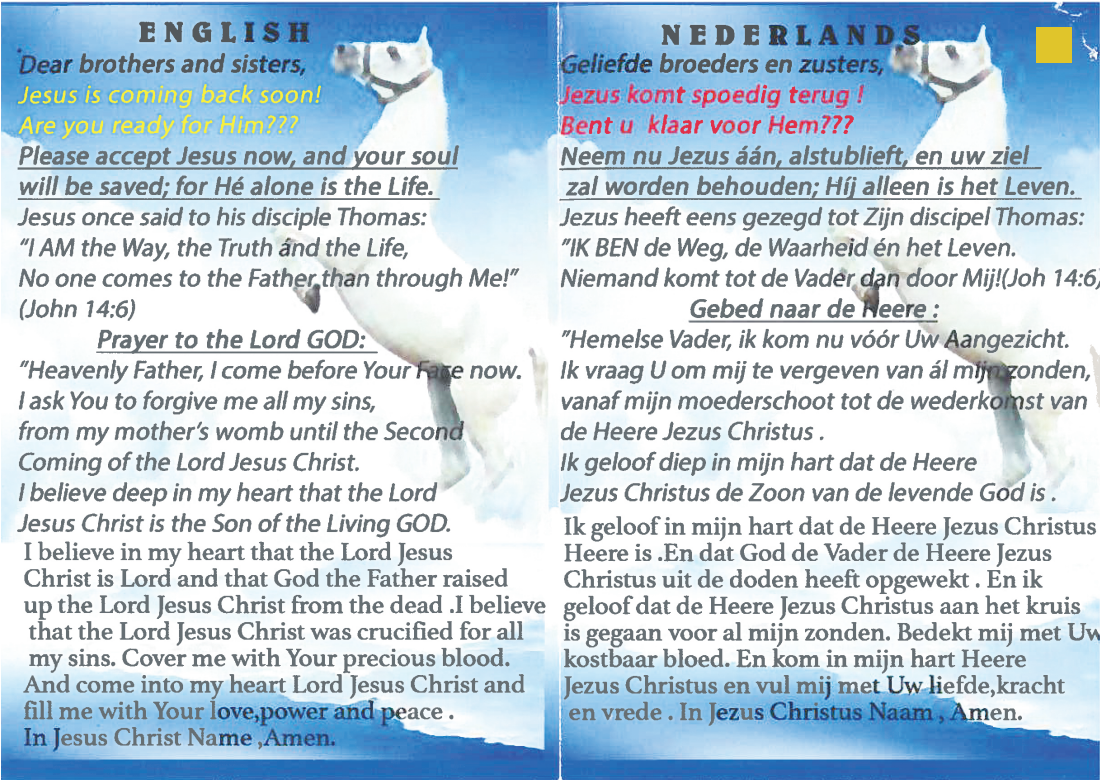 ENGLISH
Dear brothers and sisters,
Jesus is coming back soon!
Are you ready for Him???
Please accept Jesus now, and your soul
will be saved; for Hé alone is the Life.
Jesus once said to his disciple Thomas:
"I AM the Way, the Truth ánd the Life,
No one comes to the Father than through Me!"
(John 14:6)
Prayer to the Lord GOD:
"Heavenly Father, I come before Your Face now.
I ask You to forgive me all my sins,
from my mother's womb until the Second
Coming of the Lord Jesus Christ.
I believe deep in my heart that the Lord
Jesus Christ is the Son of the Living GOD.
I believe in my heart that the Lord Jesus
Christ is Lord and that God the Father raised
up the Lord Jesus Christ from the dead .I believe
that the Lord Jesus Christ was crucified for all
my sins. Cover me with Your precious blood.
And come into my heart Lord Jesus Christ and
fill me with Your love,power and peace .
In Jesus Christ Name ,Amen.
NEDERLANDS
Geliefde broeders en zusters,
Jezus komt spoedig terug !
Bent u klaar voor Hem???
Neem nu Jezus áán, alstublieft, en uw ziel
zal worden behouden; Híj alleen is het Leven.
Jezus heeft eens gezegd tot Zijn discipel Thomas:
"IK BEN de Weg, de Waarheid én het Leven.
Niemand komt tot de Vader dan door Mij!(Joh 14:6)
Gebed naar de Heere :
"Hemelse Vader, ik kom nu vóór Uw Aangezicht.
Ik vraag U om mij te vergeven van ál mijn zonden,
vanaf mijn moederschoot tot de wederkomst van
de Heere Jezus Christus .
Ik geloof diep in mijn hart dat de Heere
Jezus Christus de Zoon van de levende God is .
Ik geloof in mijn hart dat de Heere Jezus Christus
Heere is .En dat God de Vader de Heere Jezus
Christus uit de doden heeft opgewekt . En ik
geloof dat de Heere Jezus Christus aan het kruis
is gegaan voor al mijn zonden. Bedekt mij met Uw
kostbaar bloed. En kom in mijn hart Heere
Jezus Christus en vul mij met Uw liefde,kracht
en vrede . In Jezus Christus Naam , Amen.